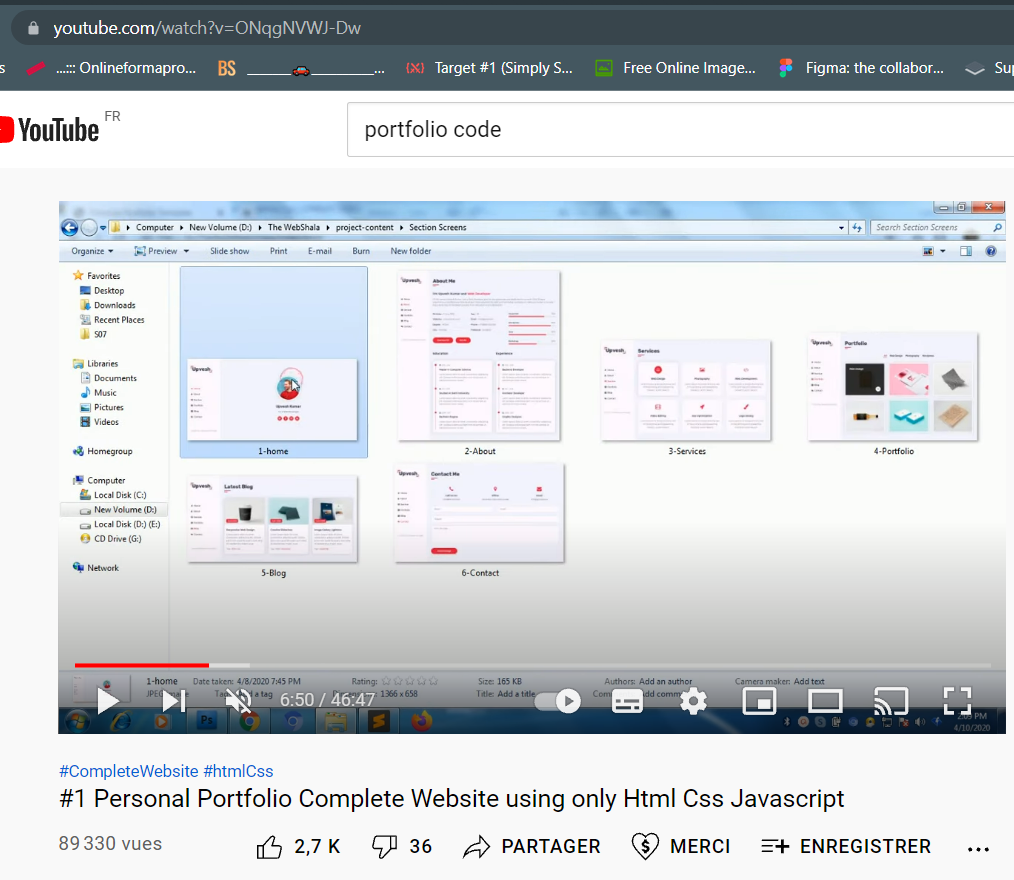 youtube.com/watch?v=ONqgNVWJ-Dw
s ...::: Onlineformapro... BS ______🚗______... {X} Target #1 (Simply S... Free Online Image... Figma: the collabor... Sup
YouTube FR
portfolio code
Computer New Volume (D:) The WebShala project-content Section Screens Search Section Screens
Organize Preview Slide show Print E-mail Burn New folder
Favorites
Desktop
Downloads
Recent Places
S07
Libraries
Documents
Music
Pictures
Videos
Homegroup
Computer
Local Disk (C:)
New Volume (D:)
Local Disk (D:) (E:)
CD Drive (G:)
Network
About Me
Services
Portfolio
1-home
2-About
3-Services
4-Portfolio
Latest Blog
Contact Me
5-Blog
6-Contact
1-home Date taken: 4/8/2020 7:45 PM Rating: Size: 165 KB Authors: Add an author Camera maker: Add text
1366 x 658 Title: Add a title
6:50 / 46:47
Ps
4/10/2020
#CompleteWebsite #htmlCss
#1 Personal Portfolio Complete Website using only Html Css Javascript
89 330 vues 2,7 K 36 PARTAGER MERCI ENREGISTRER ...